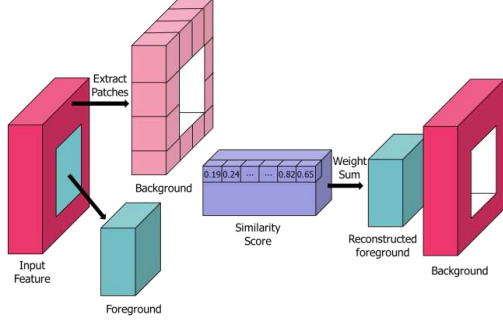 Extract
Patches
Background
Input
Feature
Foreground
0.19 0.24 ... ... 0.82 0.65
Similarity
Score
Weight
Sum
Reconstructed
foreground
Background